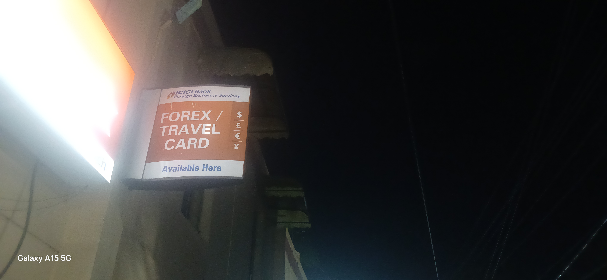 FOREX /
TRAVEL
CARD
$
£
€
¥
Available Here
Galaxy A15 5G